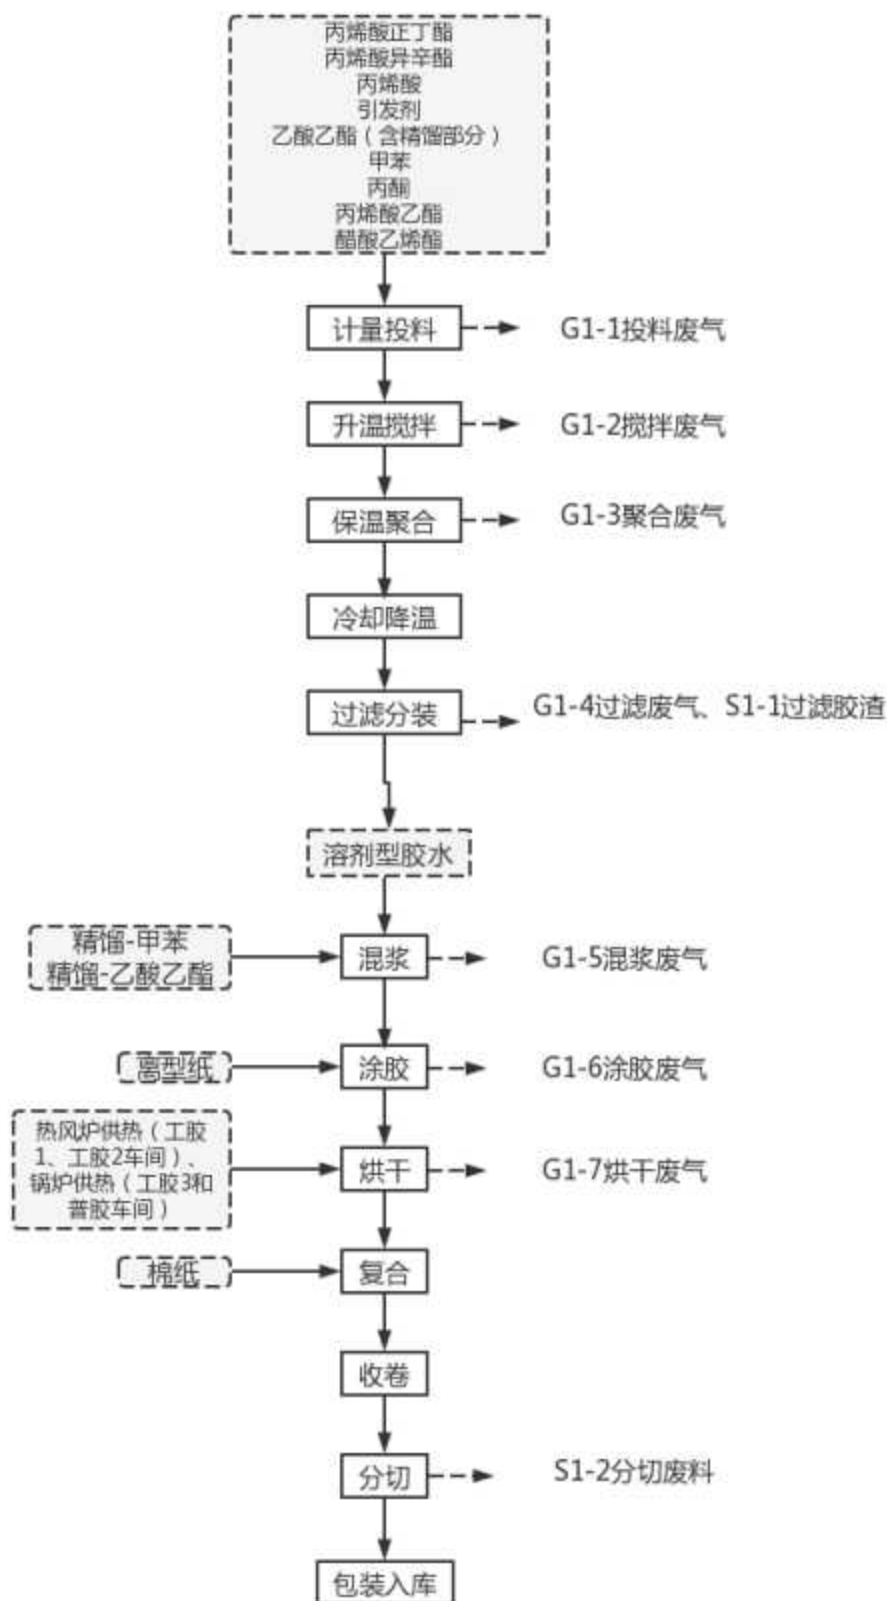 丙烯酸正丁酯
丙烯酸异辛酯
丙烯酸
引发剂
乙酸乙酯（含精馏部分）
甲苯
丙酮
丙烯酸乙酯
醋酸乙烯酯
计量投料
G1-1投料废气
升温搅拌
G1-2搅拌废气
保温聚合
G1-3聚合废气
冷却降温
过滤分装
G1-4过滤废气、S1-1过滤胶渣
溶剂型胶水
精馏-甲苯
精馏-乙酸乙酯
混浆
G1-5混浆废气
离型纸
涂胶
G1-6涂胶废气
热风炉供热（工胶
1、工胶2车间）、
锅炉供热（工胶3和
普胶车间）
烘干
G1-7烘干废气
棉纸
复合
收卷
分切
S1-2分切废料
包装入库